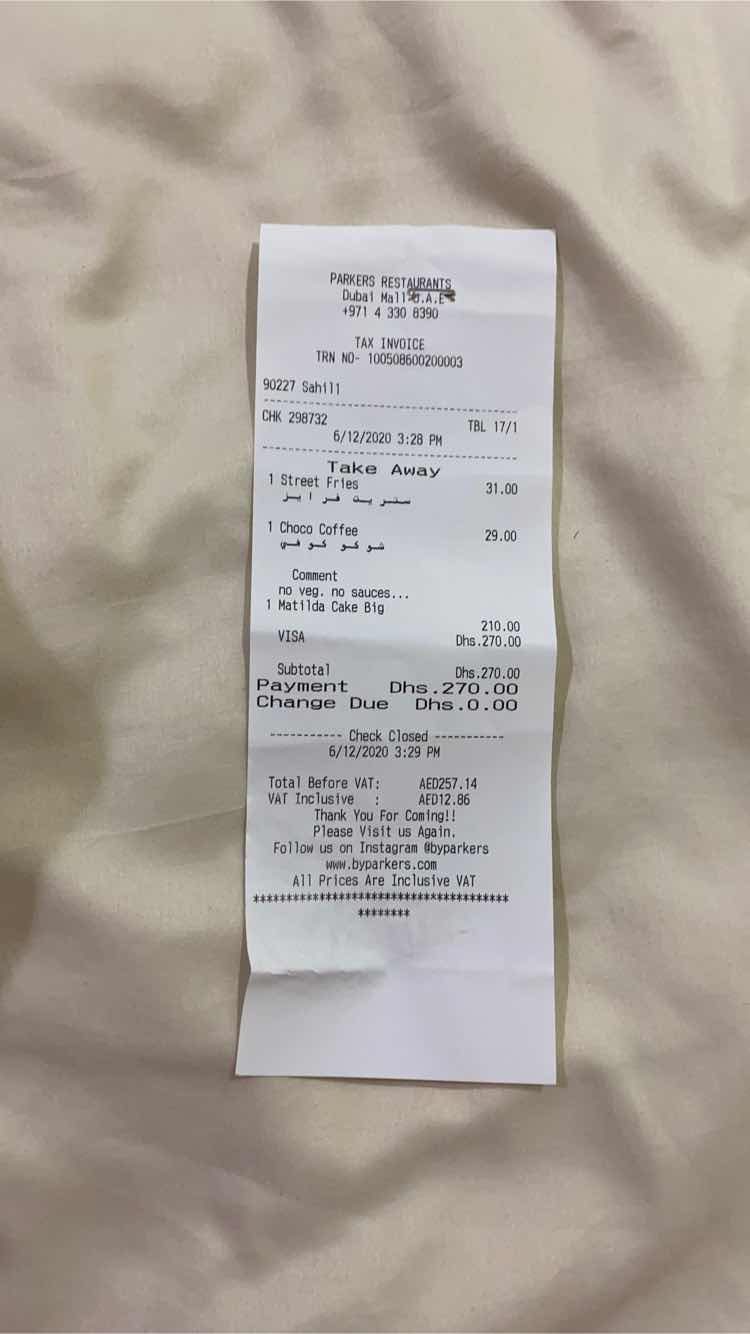 PARKERS RESTAURANTS
Dubai Mall U.A.E
+971 4 330 8390
TAX INVOICE
TRN NO- 100508600200003
90227 Sahill
CHK 298732 TBL 17/1
6/12/2020 3:28 PM
Take Away
1 Street Fries 31.00
ستريت فرايز
1 Choco Coffee 29.00
شوكو كوفي
Comment
no veg. no sauces...
1 Matilda Cake Big
210.00
VISA Dhs.270.00
Subtotal Dhs.270.00
Payment Dhs.270.00
Change Due Dhs.0.00
----------- Check Closed -----------
6/12/2020 3:29 PM
Total Before VAT: AED257.14
VAT Inclusive : AED12.86
Thank You For Coming!!
Please Visit us Again.
Follow us on Instagram @byparkers
www.byparkers.com
All Prices Are Inclusive VAT
***************************************
********